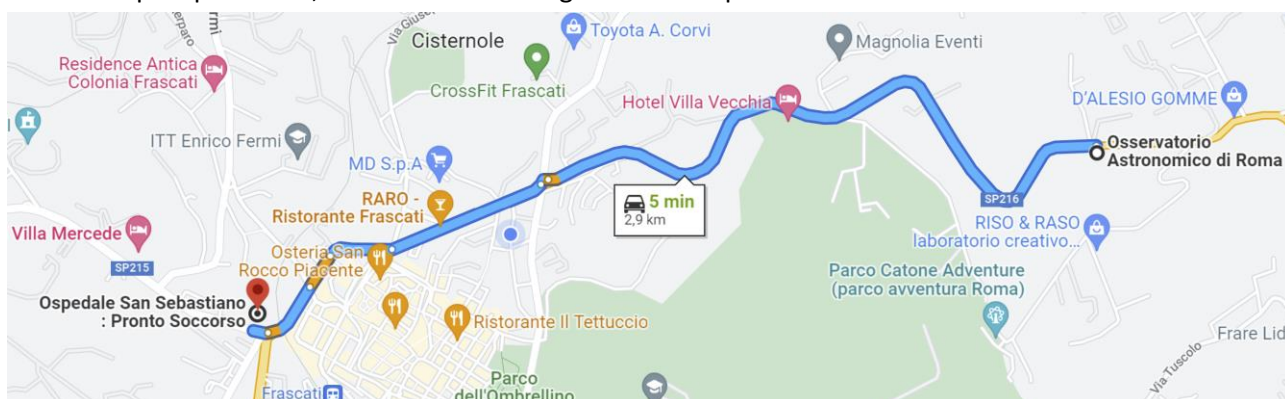 Cisternole
Toyota A. Corvi
Magnolia Eventi
Residence Antica
Colonia Frascati
CrossFit Frascati
Hotel Villa Vecchia
D'ALESIO GOMME
ITT Enrico Fermi
Osservatorio
Astronomico di Roma
MD S.p.A
5 min
2,9 km
SP216
RARO -
Ristorante Frascati
RISO & RASO
laboratorio creativo...
Villa Mercede
Osteria San
Rocco Piacente
SP215
Parco Catone Adventure
(parco avventura Roma)
Ospedale San Sebastiano
: Pronto Soccorso
Ristorante Il Tettuccio
Frare Lid
Via Tuscolo
Parco
dell'Ombrellino
Frascati